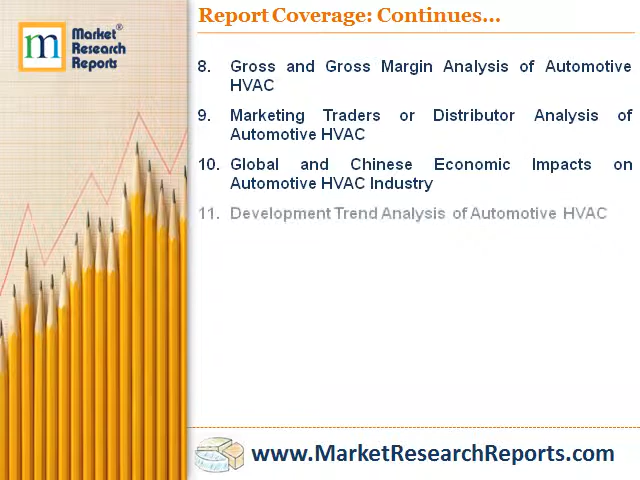 Report Coverage: Continues...
m
Market®
Research
Reports
8. Gross and Gross Margin Analysis of Automotive
HVAC
9. Marketing Traders or Distributor Analysis of
Automotive HVAC
10. Global and Chinese Economic Impacts on
Automotive HVAC Industry
11. Development Trend Analysis of Automotive HVAC
www.MarketResearchReports.com